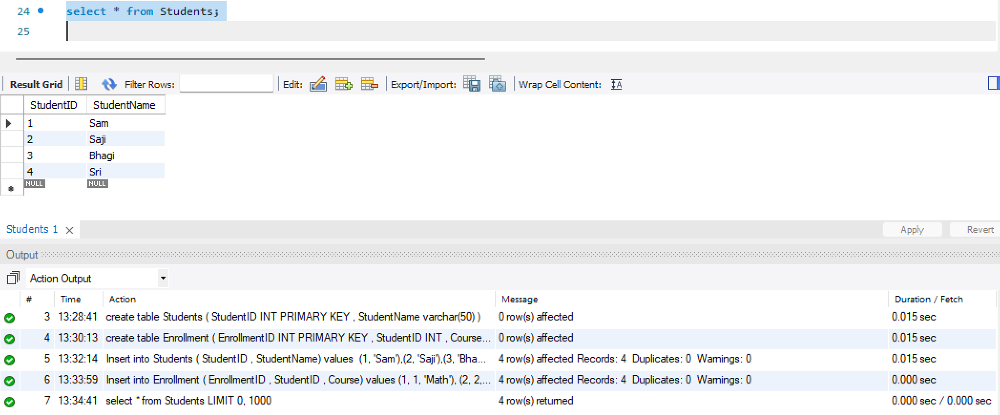 24 select * from Students;
25
Result Grid Filter Rows: Edit: Export/Import: Wrap Cell Content: IA
StudentID StudentName
1 Sam
2 Saji
3 Bhagi
4 Sri
NULL NULL
Students 1 Apply Revert
Output
Action Output
# Time Action Message Duration / Fetch
3 13:28:41 create table Students ( StudentID INT PRIMARY KEY , StudentName varchar(50) ) 0 row(s) affected 0.015 sec
4 13:30:13 create table Enrollment ( EnrollmentID INT PRIMARY KEY , StudentID INT , Course... 0 row(s) affected 0.015 sec
5 13:32:14 Insert into Students ( StudentID , StudentName) values (1, 'Sam'),(2, 'Saji'),(3, 'Bha... 4 row(s) affected Records: 4 Duplicates: 0 Warnings: 0 0.015 sec
6 13:33:59 Insert into Enrollment ( EnrollmentID , StudentID , Course) values (1, 1, 'Math'), (2, 2,... 4 row(s) affected Records: 4 Duplicates: 0 Warnings: 0 0.000 sec
7 13:34:41 select * from Students LIMIT 0, 1000 4 row(s) returned 0.000 sec / 0.000 sec